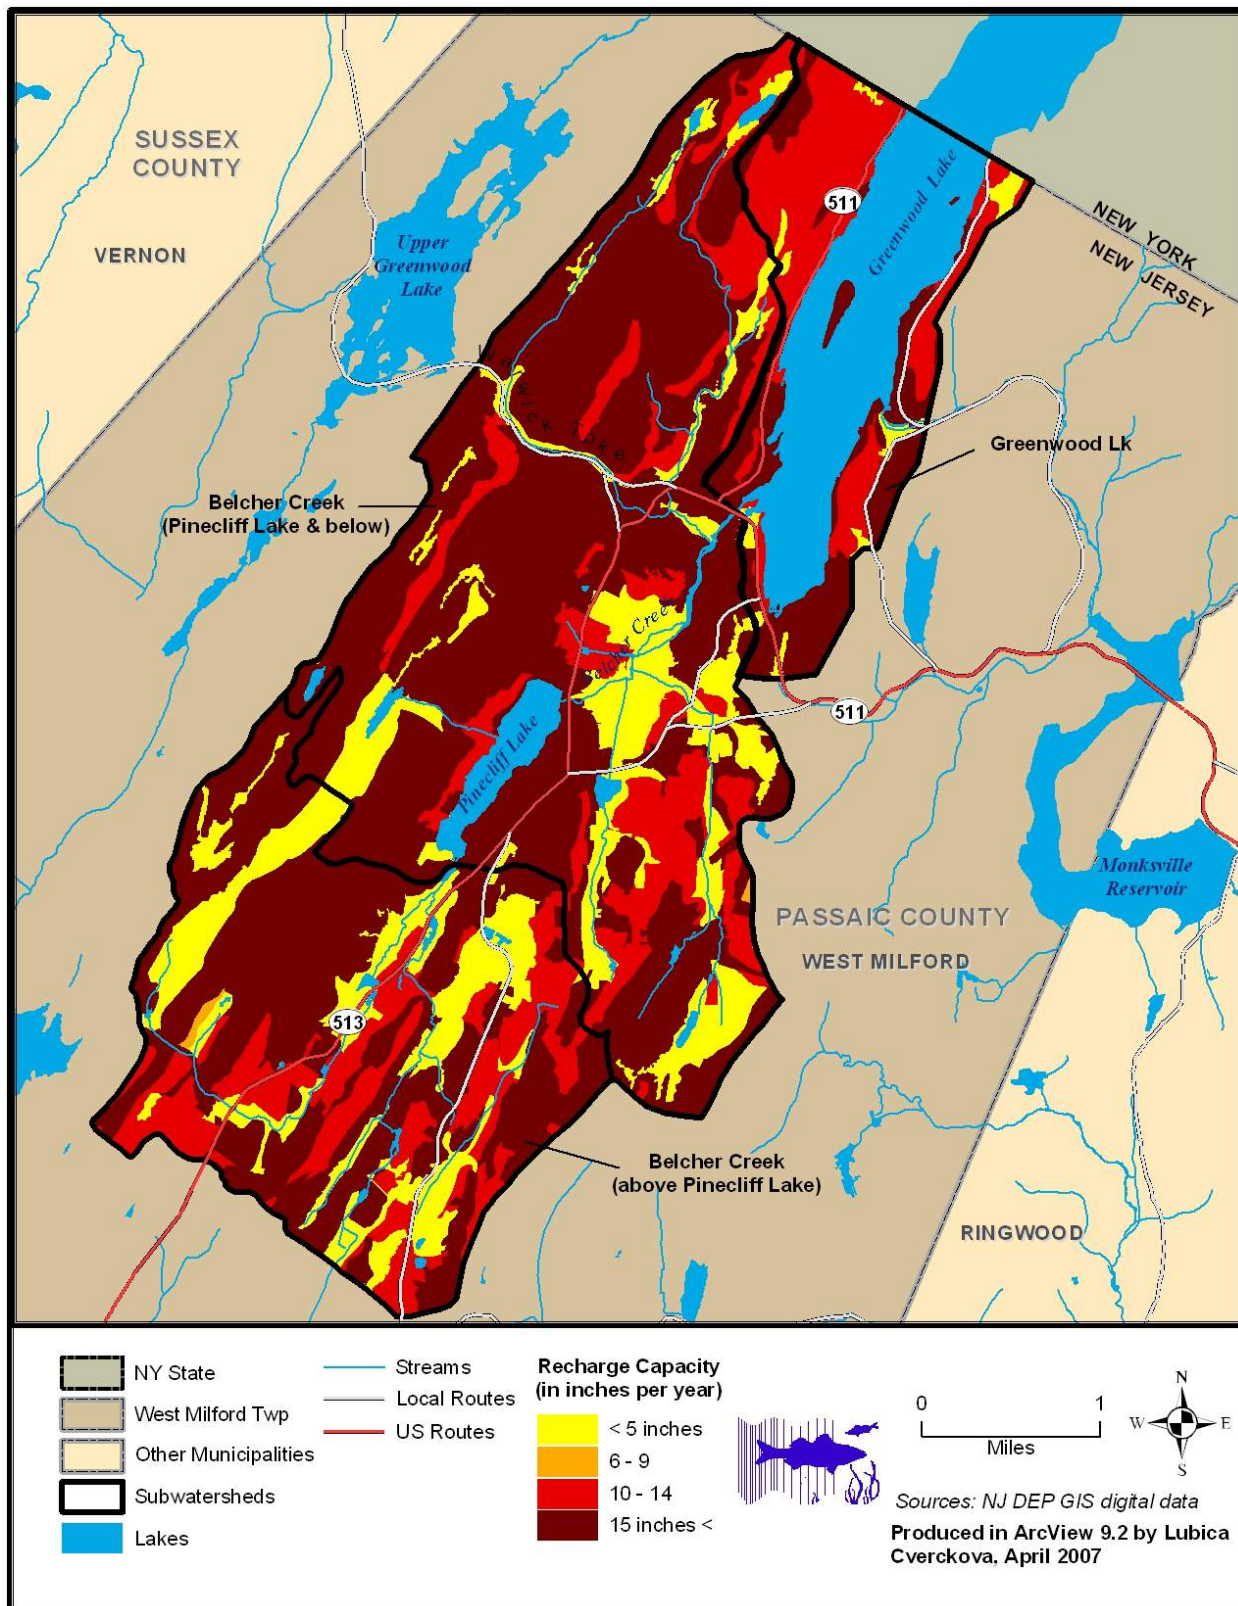 SUSSEX
COUNTY
VERNON
Upper
Greenwood
Lake
511
Greenwood Lake
NEW YORK
NEW JERSEY
Warwick Tpke
Greenwood Lk
Belcher Creek
(Pinecliff Lake & below)
Belcher Creek
Pinecliff Lake
511
Monksville
Reservoir
PASSAIC COUNTY
WEST MILFORD
513
Belcher Creek
(above Pinecliff Lake)
RINGWOOD
NY State
West Milford Twp
Other Municipalities
Subwatersheds
Lakes
Streams
Local Routes
US Routes
Recharge Capacity
(in inches per year)
< 5 inches
6 - 9
10 - 14
15 inches <
0 1
Miles
N
W E
S
Sources: NJ DEP GIS digital data
Produced in ArcView 9.2 by Lubica
Cverckova, April 2007